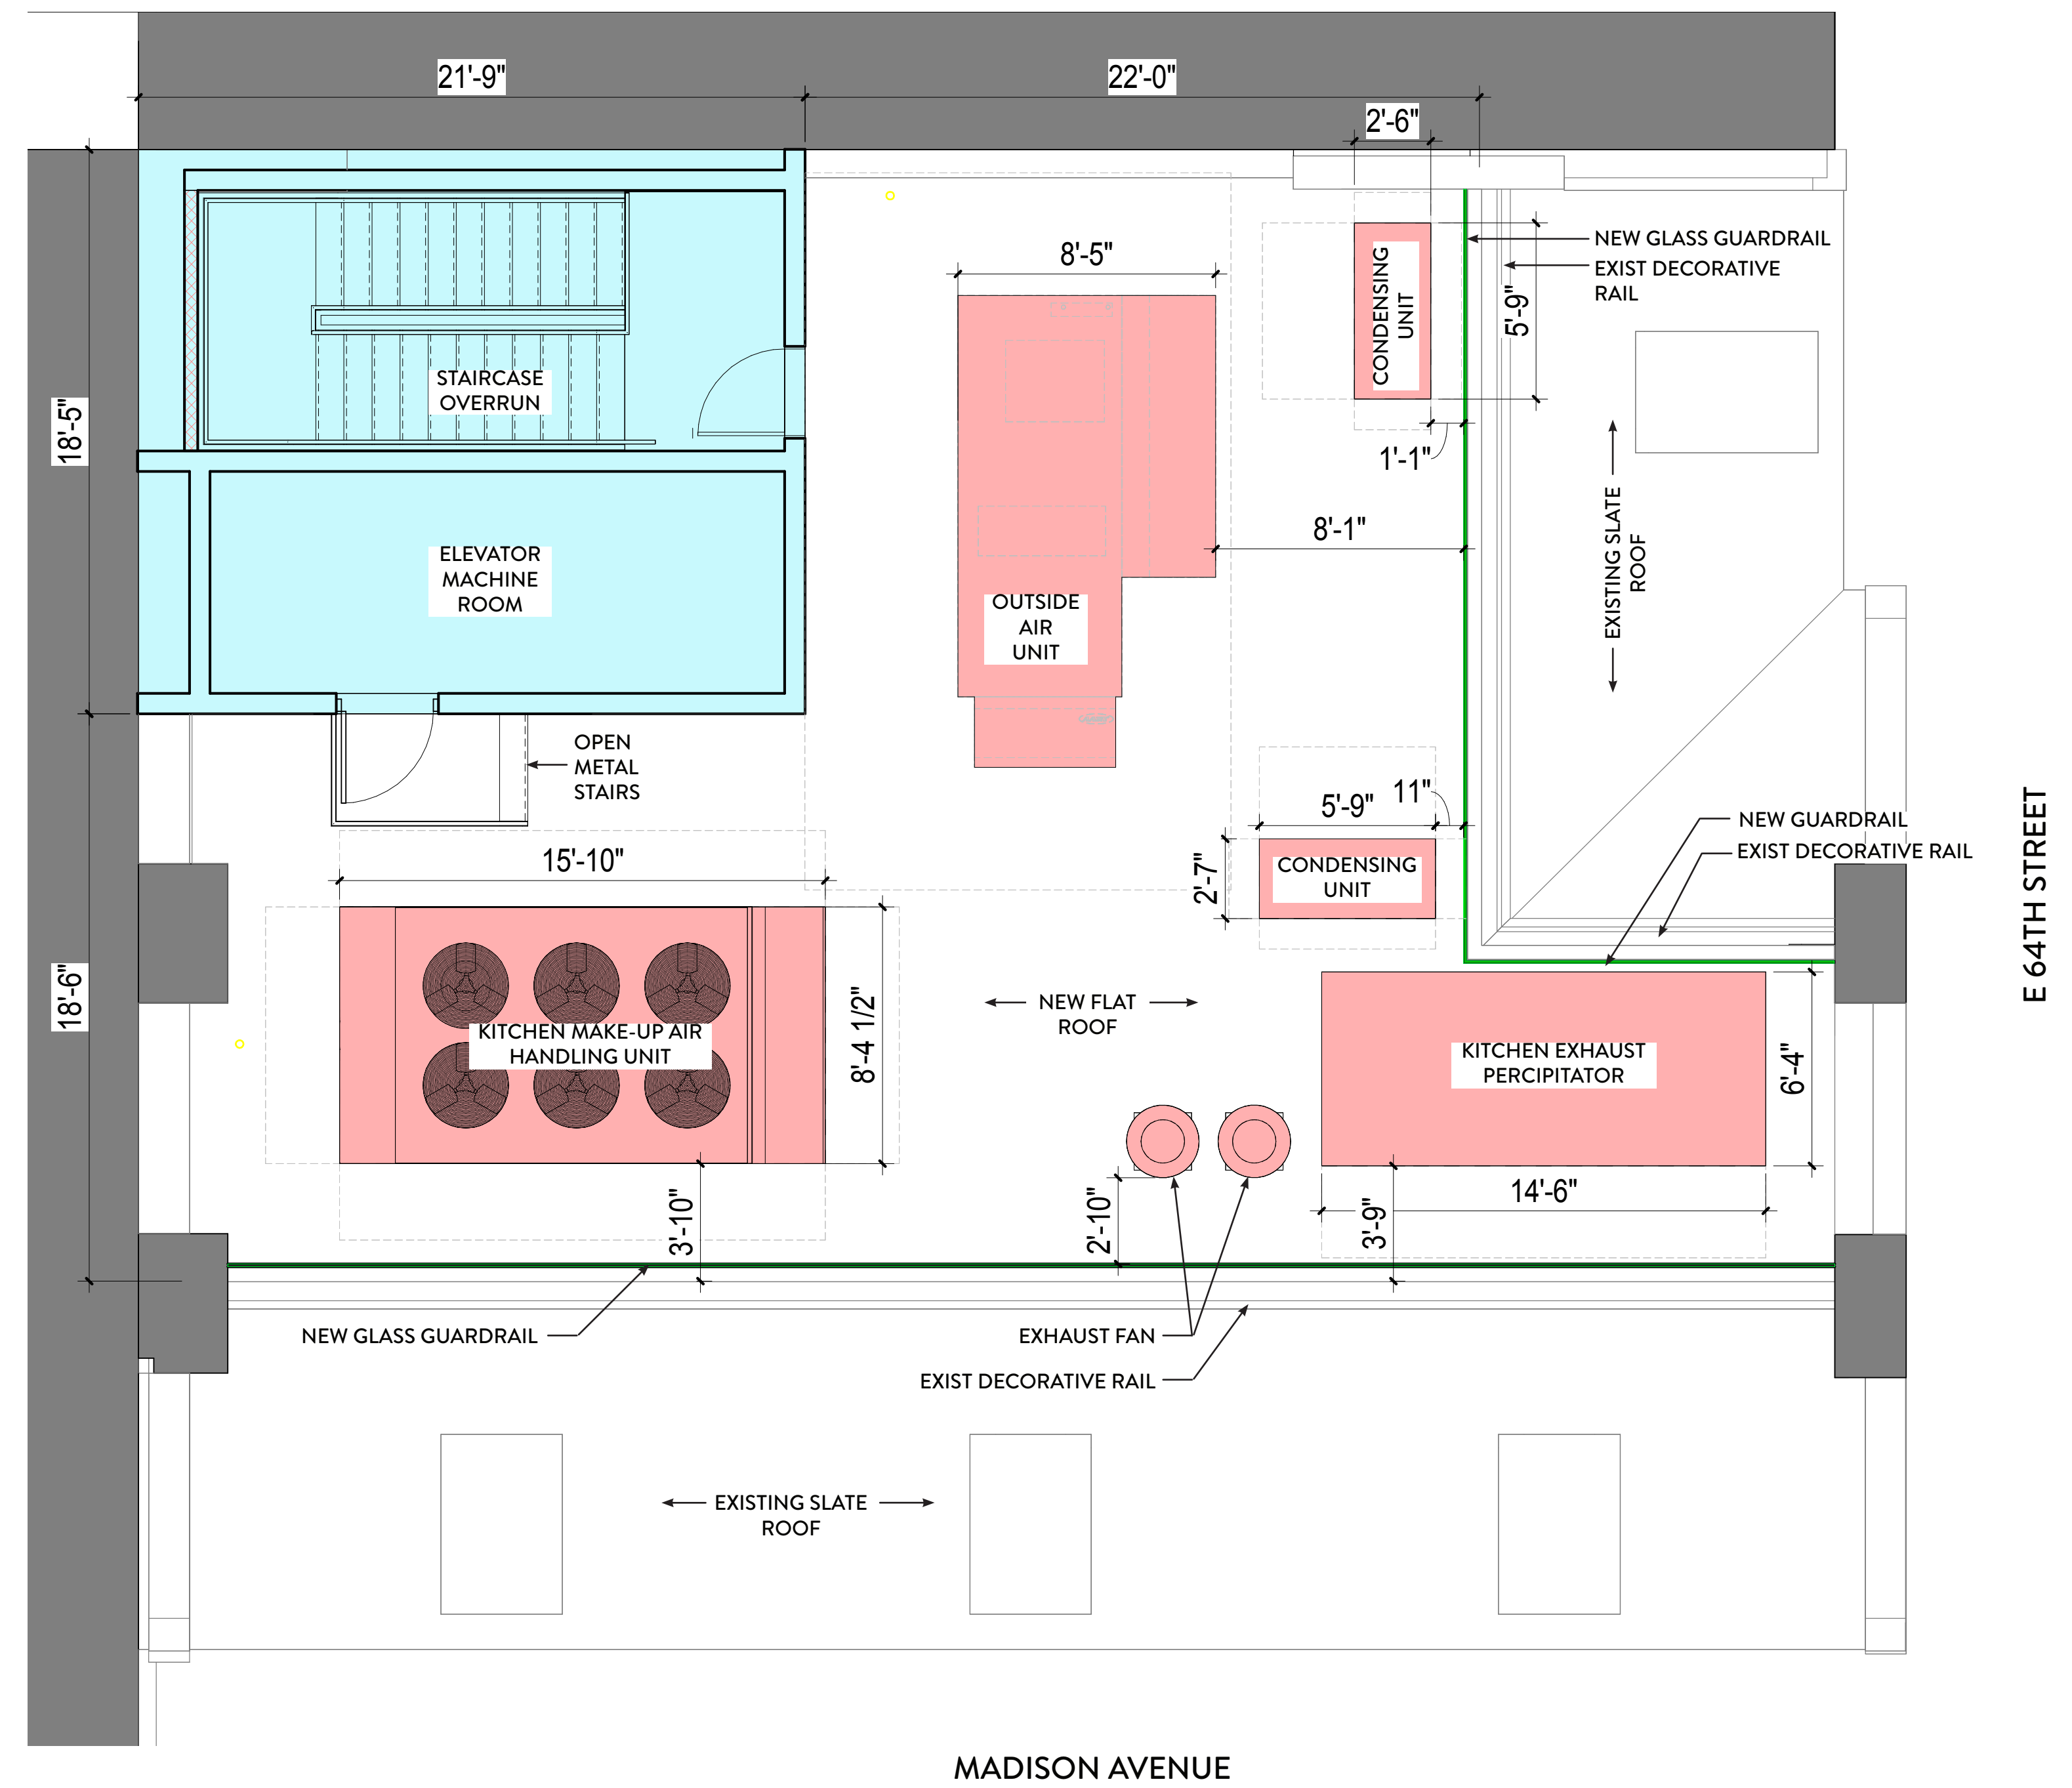 21'-9"
22'-0"
2'-6"
NEW GLASS GUARDRAIL
EXIST DECORATIVE
RAIL
8'-5"
CONDENSING
UNIT
5'-9"
STAIRCASE
OVERRUN
18'-5"
1'-1"
8'-1"
EXISTING SLATE
ROOF
ELEVATOR
MACHINE
ROOM
OUTSIDE
AIR
UNIT
OPEN
METAL
STAIRS
11"
5'-9"
NEW GUARDRAIL
EXIST DECORATIVE RAIL
E 64TH STREET
15'-10"
2'-7"
CONDENSING
UNIT
18'-6"
8'-4 1/2"
NEW FLAT
ROOF
KITCHEN MAKE-UP AIR
HANDLING UNIT
KITCHEN EXHAUST
PERCIPITATOR
6'-4"
14'-6"
3'-10"
2'-10"
3'-9"
NEW GLASS GUARDRAIL
EXHAUST FAN
EXIST DECORATIVE RAIL
EXISTING SLATE
ROOF
MADISON AVENUE